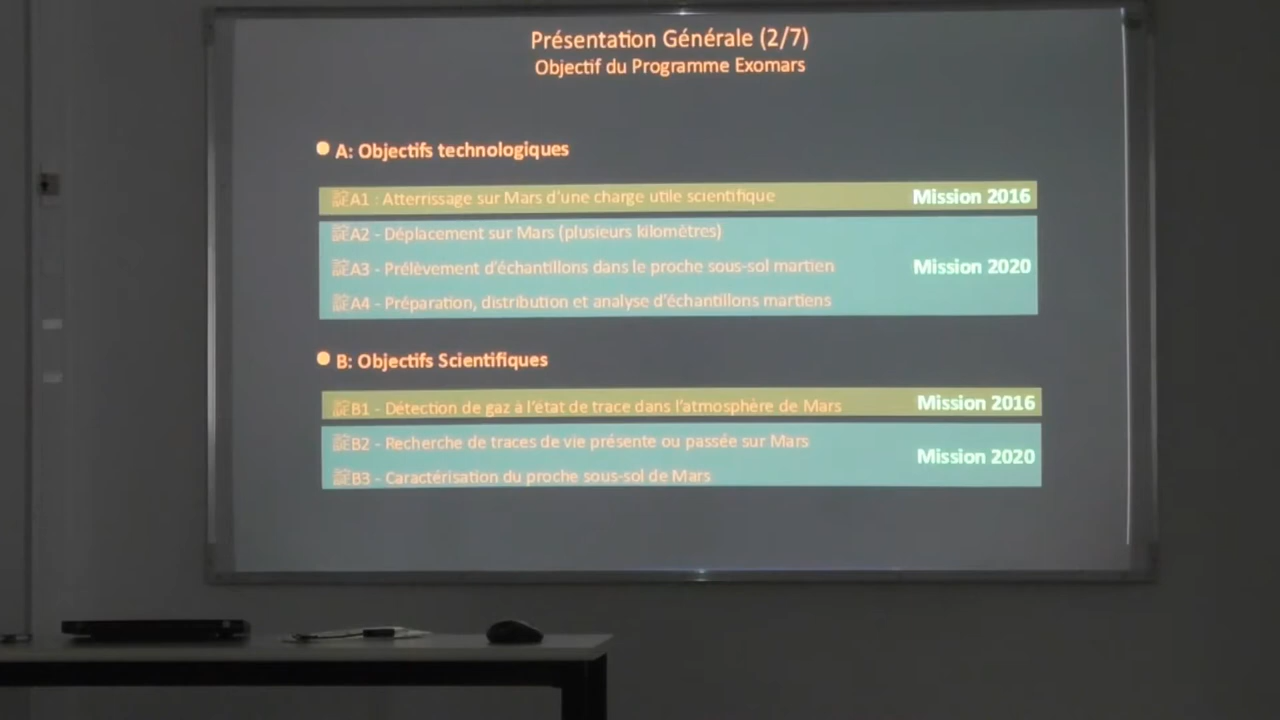 Présentation Générale (2/7)
Objectif du Programme Exomars
A: Objectifs technologiques
A1 : Atterrissage sur Mars d'une charge utile scientifique Mission 2016
A2 - Déplacement sur Mars (plusieurs kilomètres)
A3 - Prélèvement d'échantillons dans le proche sous-sol martien Mission 2020
A4 - Préparation, distribution et analyse d'échantillons martiens
B: Objectifs Scientifiques
B1 - Détection de gaz à l'état de trace dans l'atmosphère de Mars Mission 2016
B2 - Recherche de traces de vie présente ou passée sur Mars
Mission 2020
B3 - Caractérisation du proche sous-sol de Mars